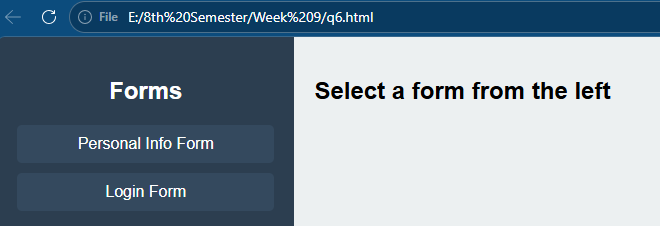 File E:/8th%20Semester/Week%209/q6.html
Forms
Personal Info Form
Login Form
Select a form from the left